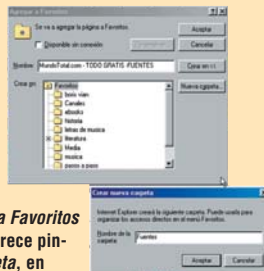 Agregar a Favoritos
Se va a agregar la página a Favoritos.
Aceptar
Disponible sin conexión
Cancelar
Nombre: MundoTotal.com - TODO GRATIS -FUENTES
Crear en <<
Crear en:
Favoritos
Nueva carpeta...
boris vian
Canales
ebooks
historia
letras de musica
literatura
Media
musica
paso a paso
a Favoritos
rece pin-
eta, en
Crear nueva carpeta...
Internet Explorer creará la siguiente carpeta. Puede usarla para
organizar los accesos directos en el menú Favoritos.
Nombre de la
carpeta:
Fuentes
Aceptar
Cancelar